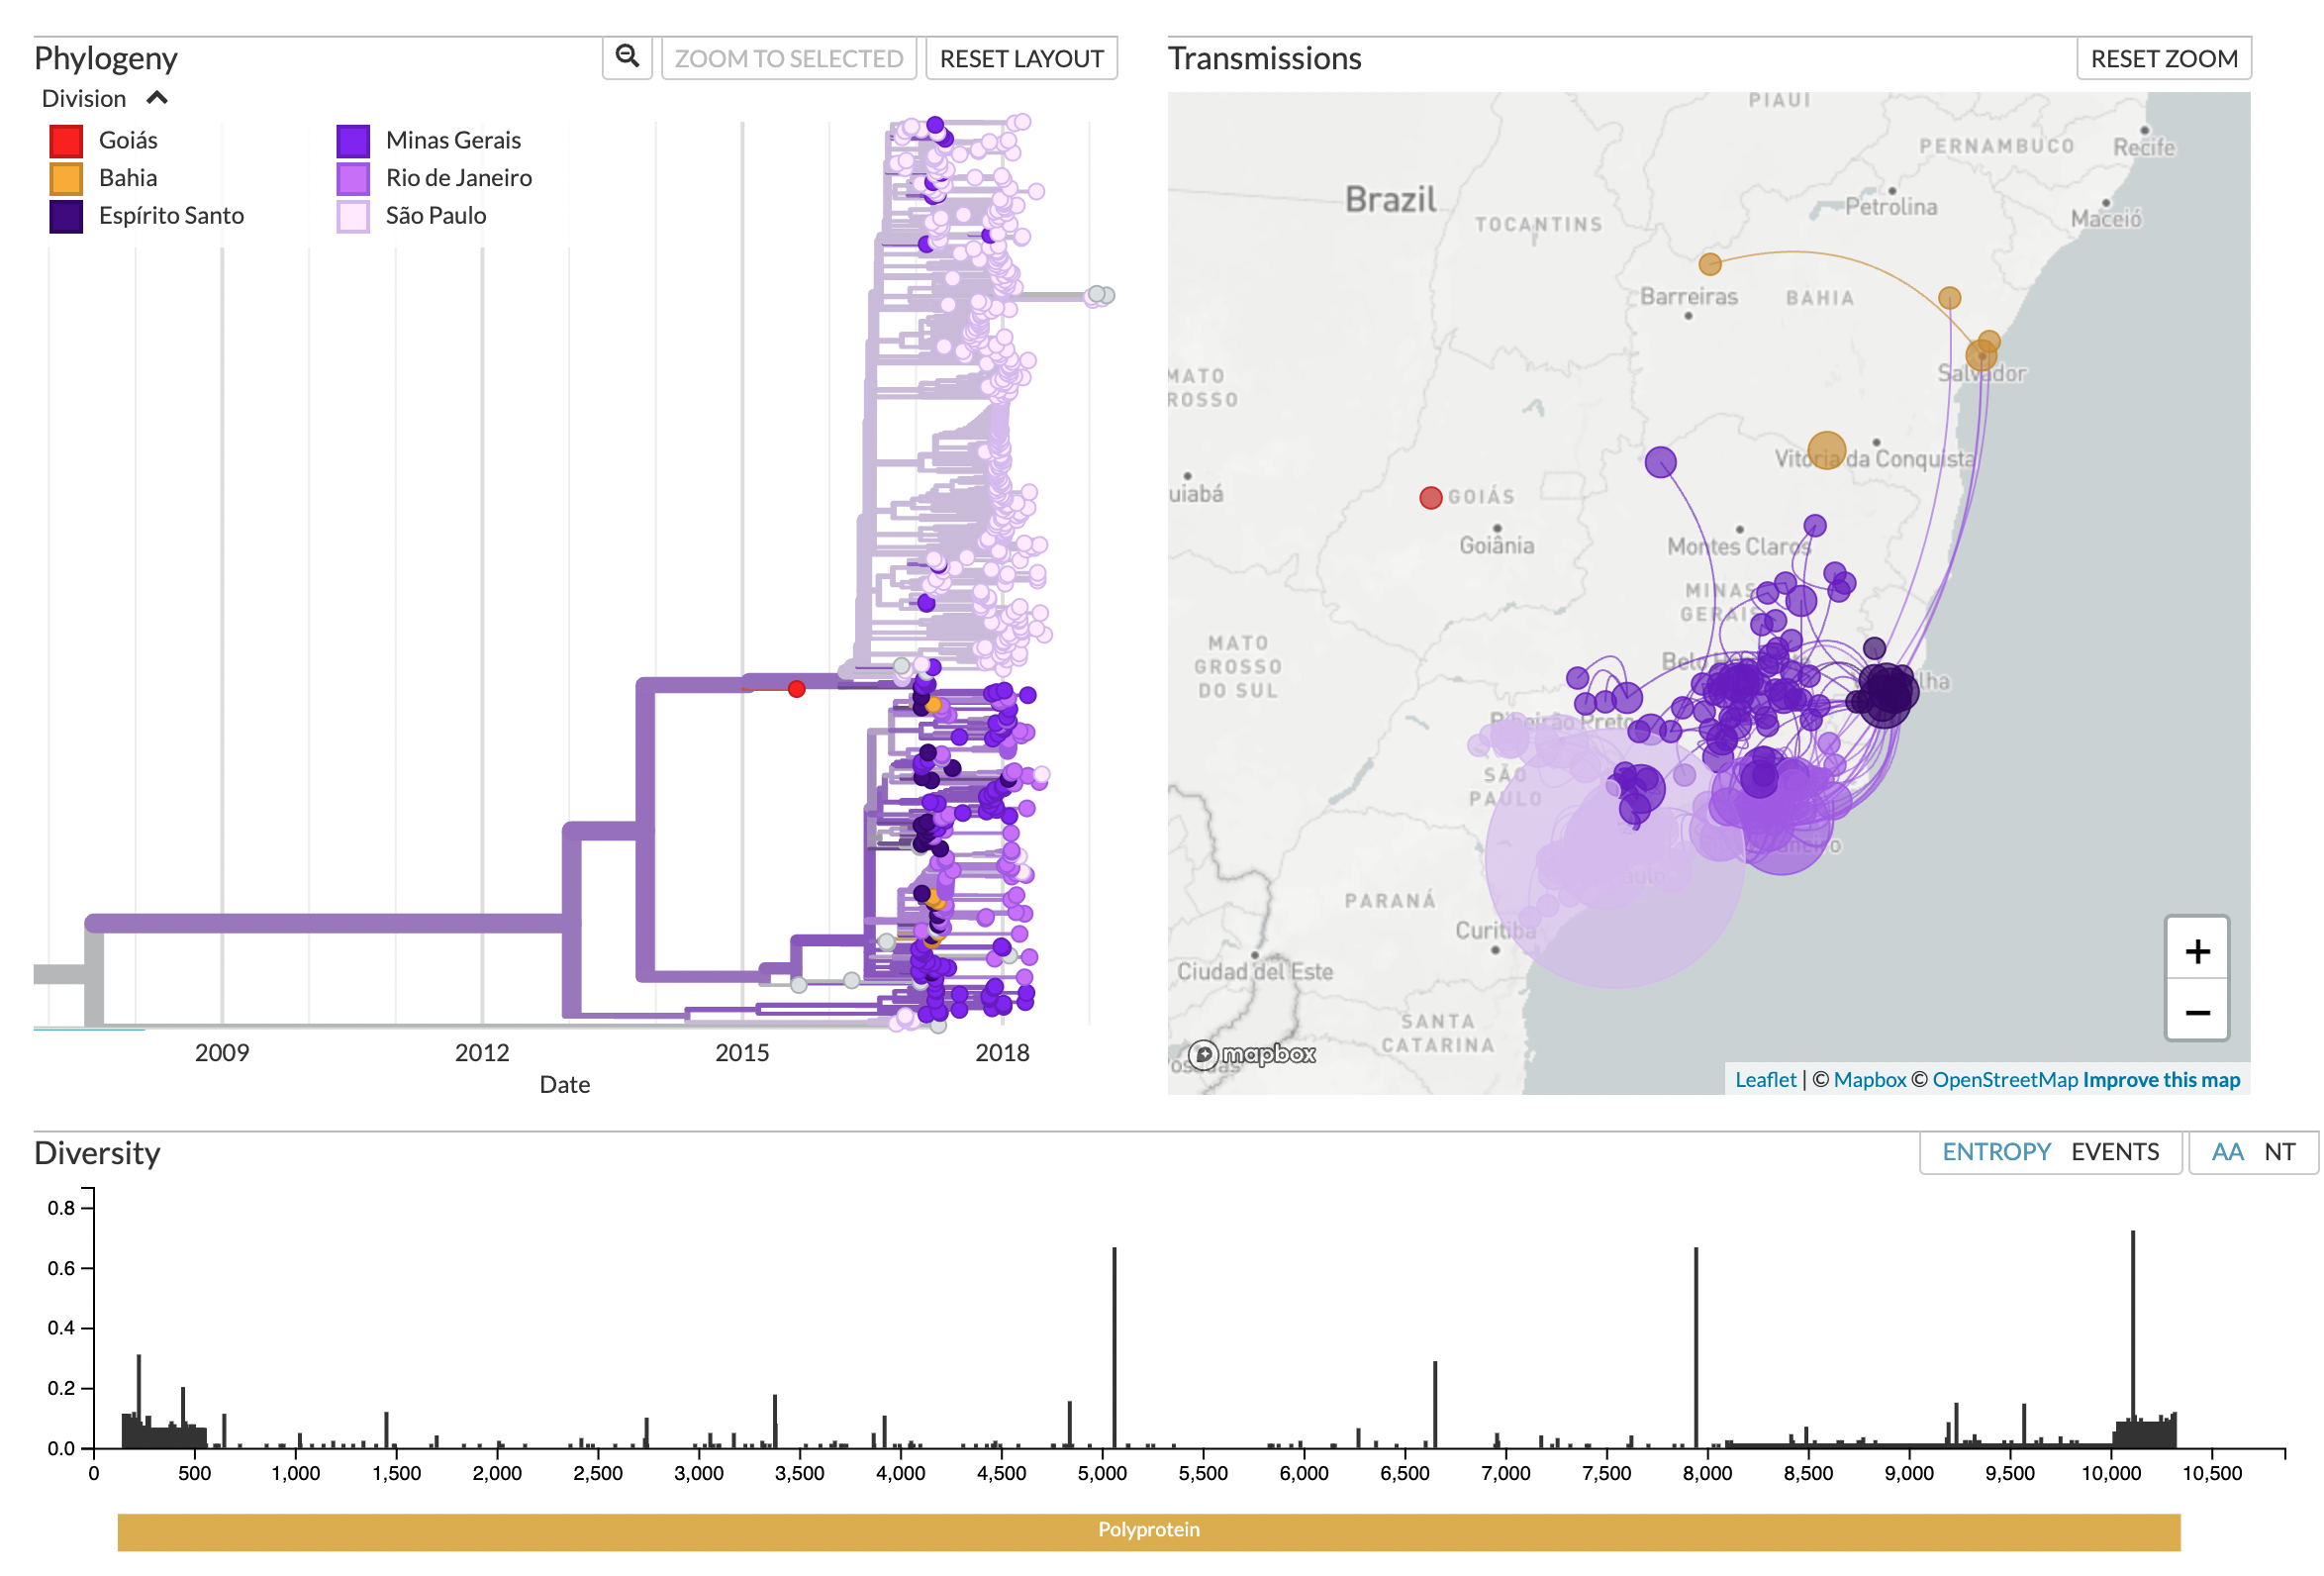 Phylogeny
ZOOM TO SELECTED
RESET LAYOUT
Division
Goiás
Bahia
Espírito Santo
Minas Gerais
Rio de Janeiro
São Paulo
2009
2012
2015
2018
Date
Transmissions
RESET ZOOM
PIAUI
PERNAMBUCO
Recife
Brazil
TOCANTINS
Petrolina
Maceió
Barreiras
BAHIA
MATO
ROSSO
Salvador
Vitória da Conquista
uiabá
GOIÁS
Goiânia
Montes Claros
MINAS
GERAIS
MATO
GROSSO
DO SUL
Ribeirão Preto
SÃO
PAULO
PARANÁ
Curitiba
Ciudad del Este
SANTA
CATARINA
mapbox
+
−
Leaflet | © Mapbox © OpenStreetMap Improve this map
Diversity
ENTROPY EVENTS
AA NT
0.8
0.6
0.4
0.2
0.0
0 500 1,000 1,500 2,000 2,500 3,000 3,500 4,000 4,500 5,000 5,500 6,000 6,500 7,000 7,500 8,000 8,500 9,000 9,500 10,000 10,500
Polyprotein